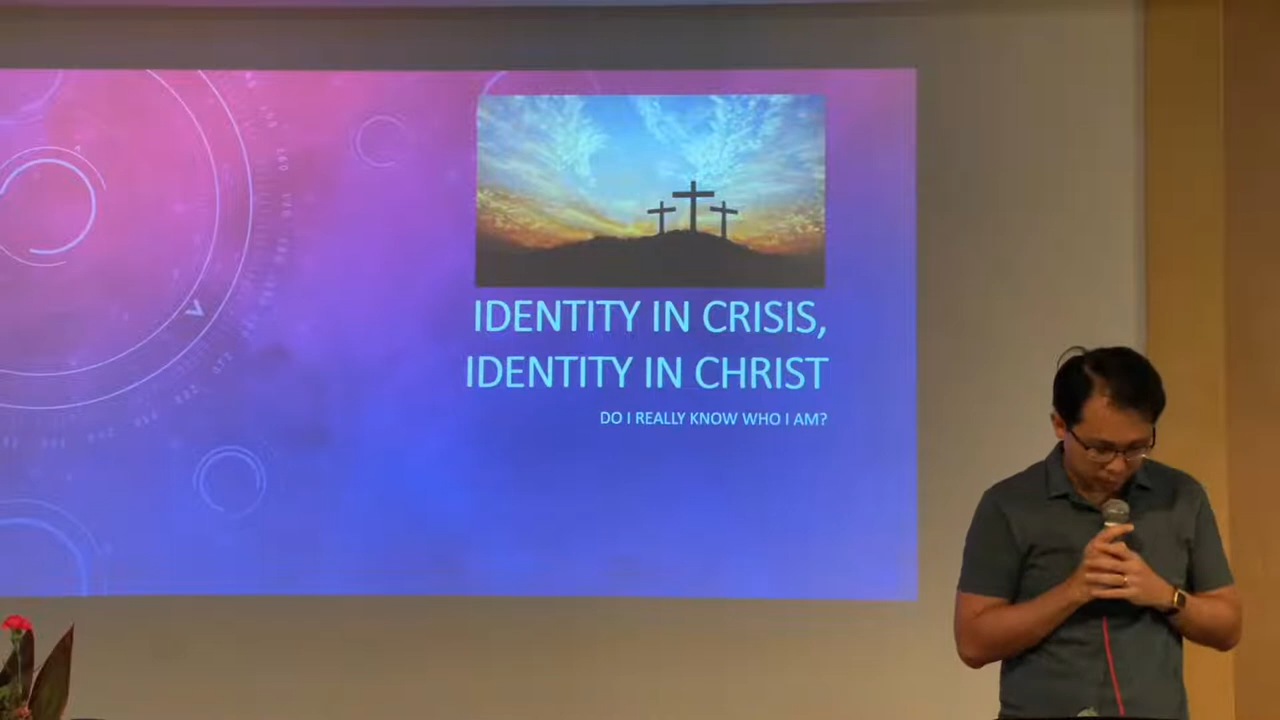 IDENTITY IN CRISIS,
IDENTITY IN CHRIST
DO I REALLY KNOW WHO I AM?